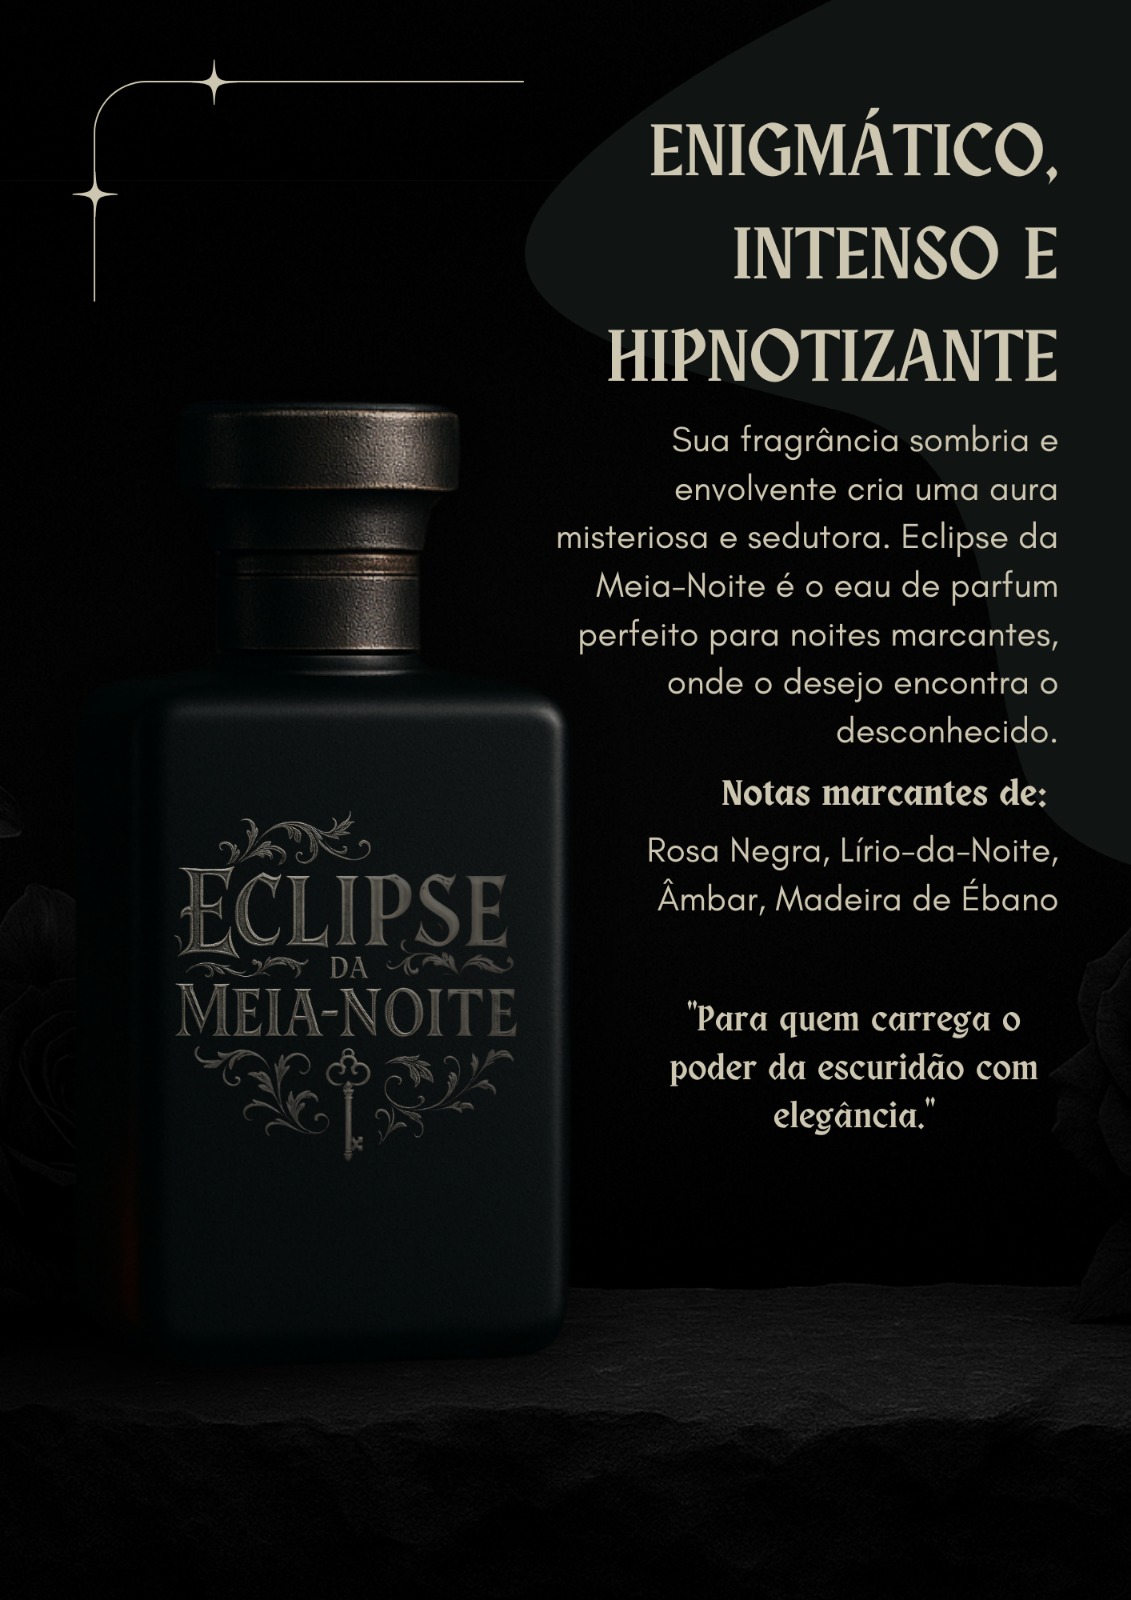 ENIGMÁTICO,
INTENSO E
HIPNOTIZANTE
Sua fragrância sombria e
envolvente cria uma aura
misteriosa e sedutora. Eclipse da
Meia-Noite é o eau de parfum
perfeito para noites marcantes,
onde o desejo encontra o
desconhecido.
Notas marcantes de:
Rosa Negra, Lírio-da-Noite,
Âmbar, Madeira de Ébano
"Para quem carrega o
poder da escuridão com
elegância."
ECLIPSE
DA
MEIA-NOITE